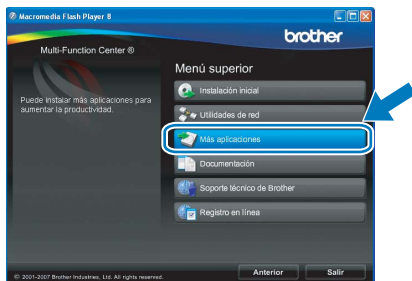 Macromedia Flash Player 8
brother
Multi-Function Center ®
Menú superior
Puede instalar más aplicaciones para
aumentar la productividad.
Instalación inicial
Utilidades de red
Más aplicaciones
Documentación
Soporte técnico de Brother
Registro en línea
© 2001-2007 Brother Industries, Ltd. All rights reserved.
Anterior
Salir